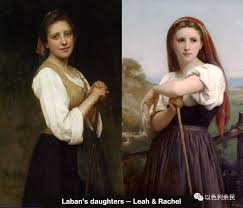 Laban's daughters – Leah & Rachel
以色列余民